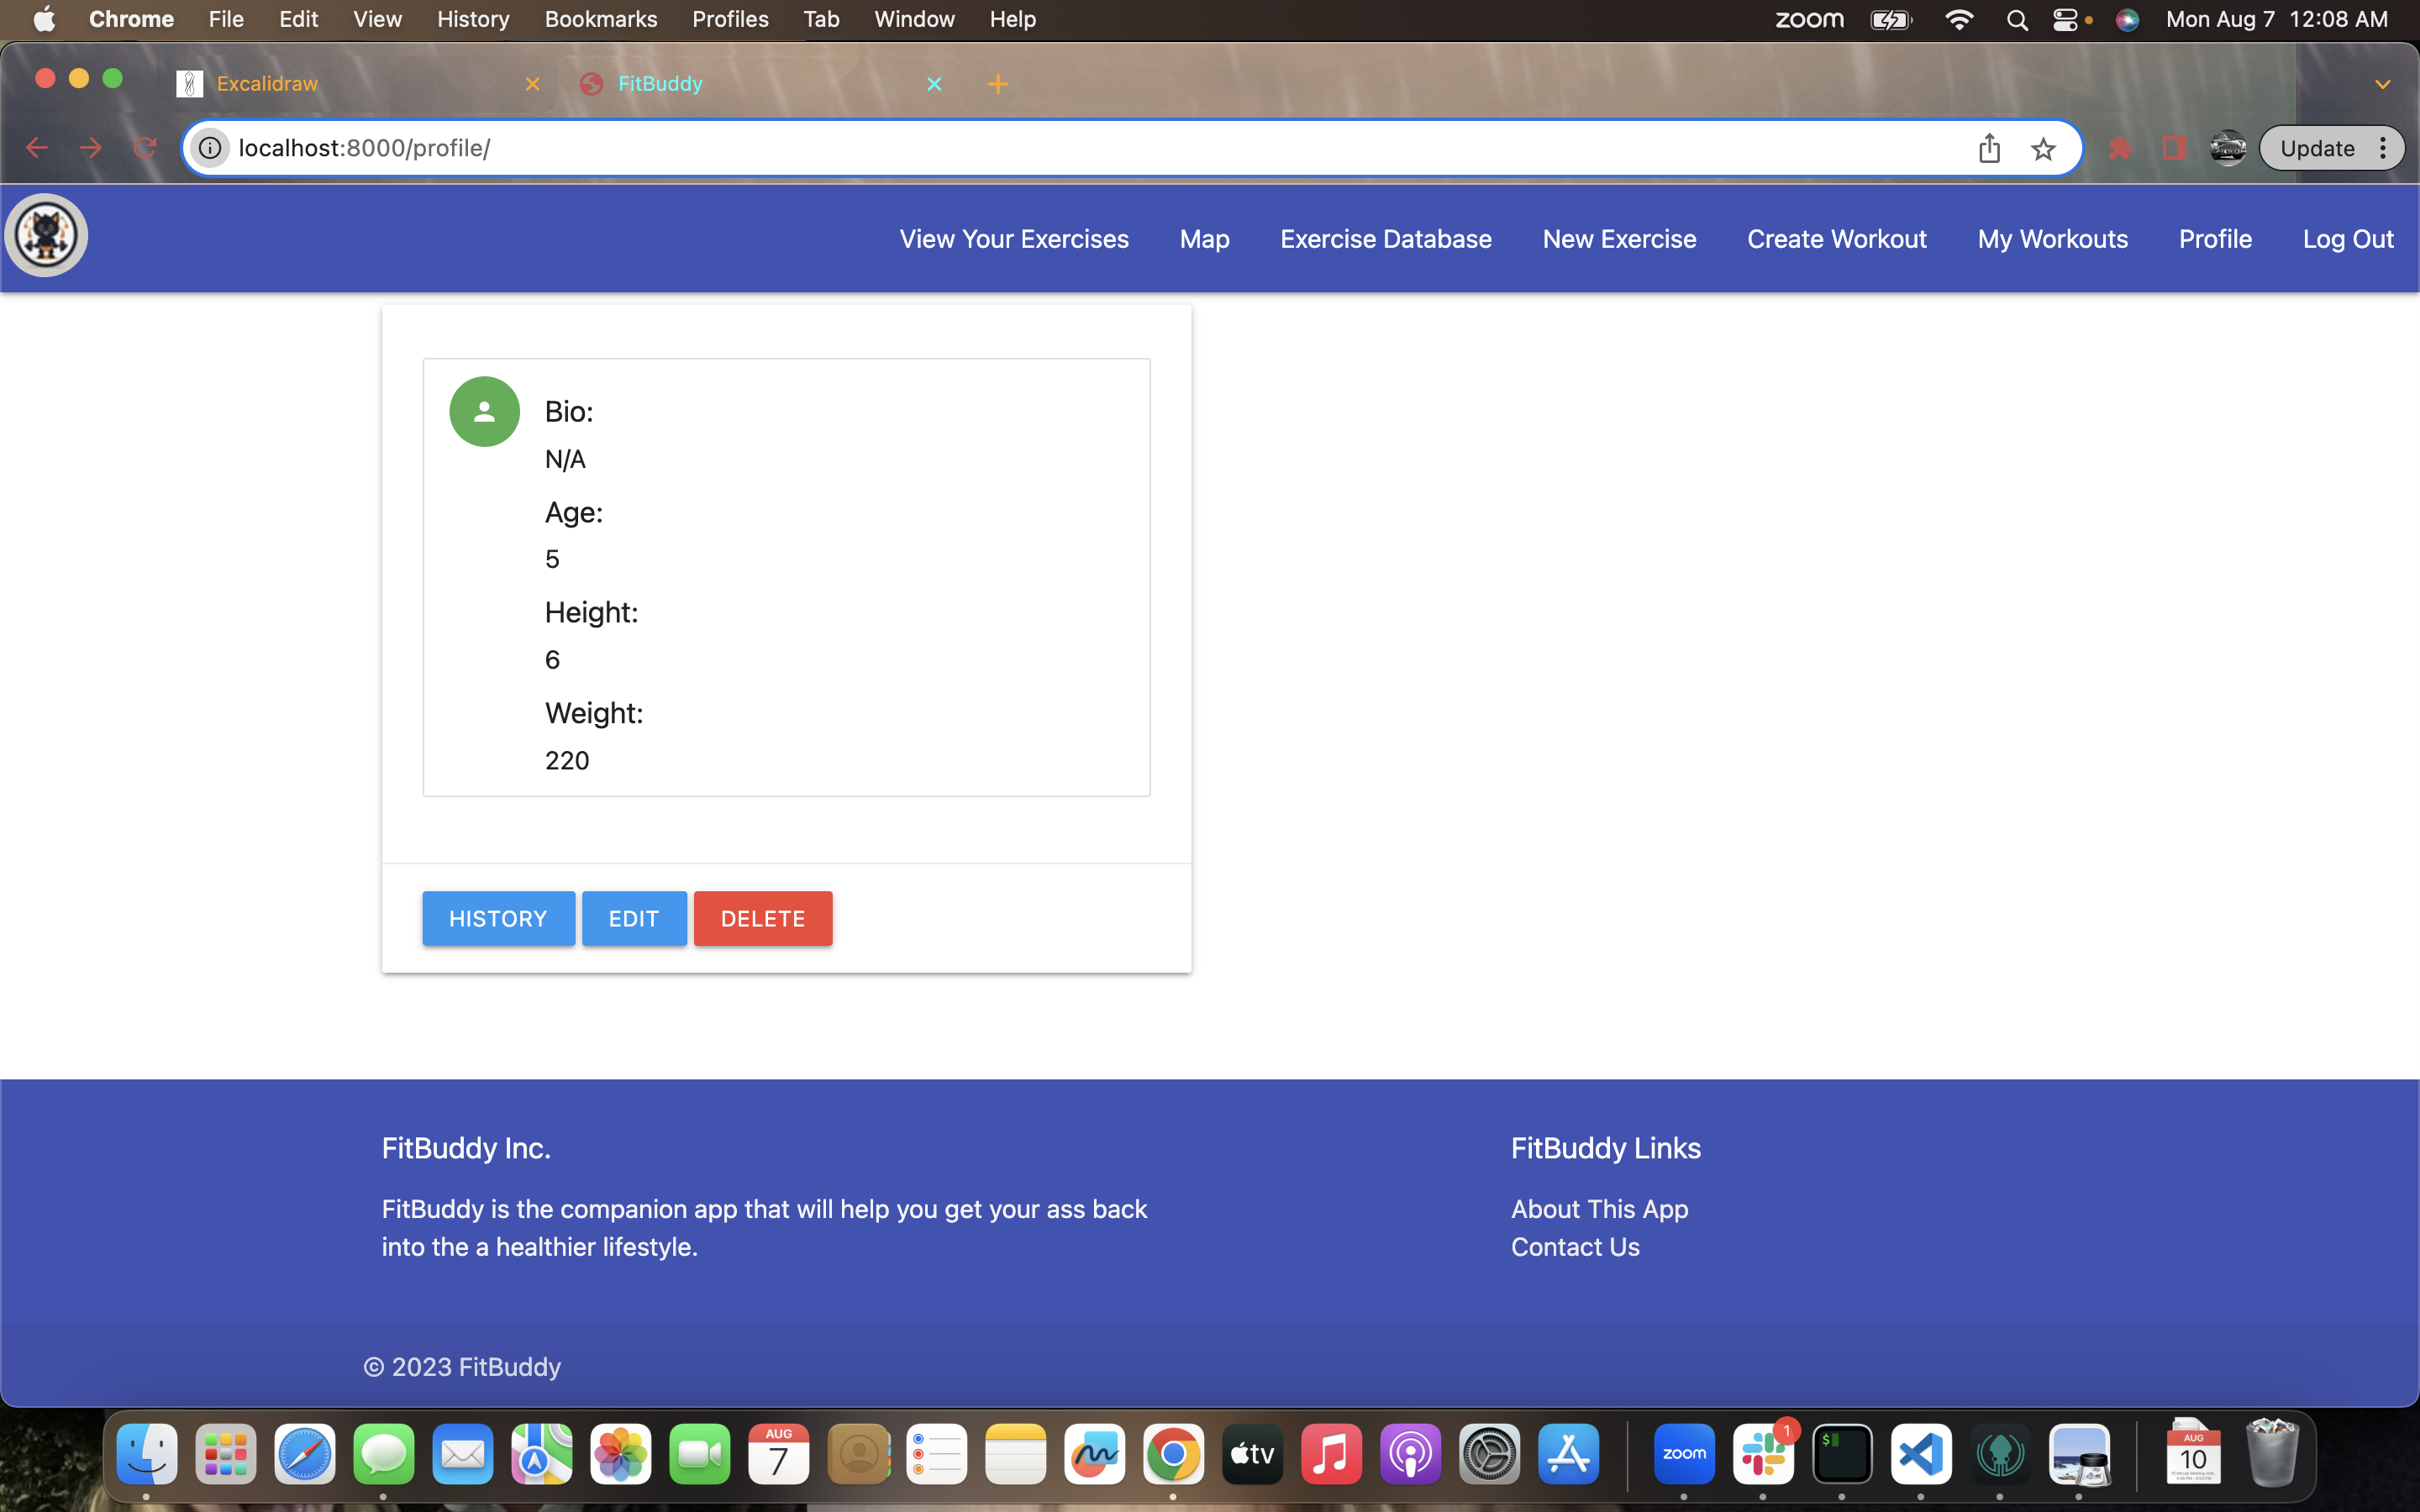 Chrome File Edit View History Bookmarks Profiles Tab Window Help zoom Mon Aug 7 12:08 AM
Excalidraw FitBuddy
localhost:8000/profile/ Update
View Your Exercises Map Exercise Database New Exercise Create Workout My Workouts Profile Log Out
Bio:
N/A
Age:
5
Height:
6
Weight:
220
HISTORY EDIT DELETE
FitBuddy Inc.
FitBuddy is the companion app that will help you get your ass back
into the a healthier lifestyle.
FitBuddy Links
About This App
Contact Us
© 2023 FitBuddy
AUG
7
tv
zoom
1
$
AUG
10